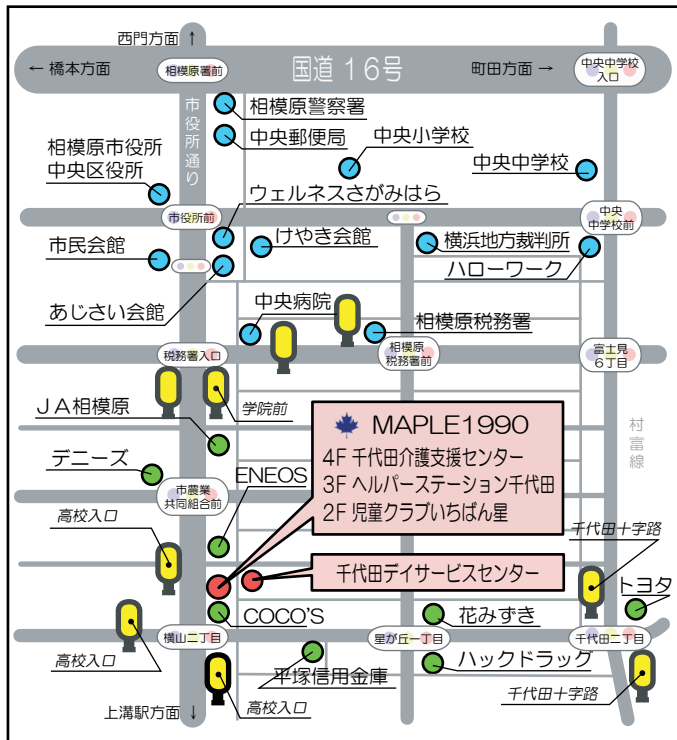 西門方面 ↑
← 橋本方面
相模原署前
国道 16号
町田方面 →
中央中学校
入口
市役所通り
相模原警察署
中央郵便局
中央小学校
相模原市役所
中央区役所
中央中学校
ウェルネスさがみはら
市役所前
中央
中学校前
市民会館
けやき会館
横浜地方裁判所
ハローワーク
あじさい会館
中央病院
相模原税務署
税務署入口
相模原
税務署前
富士見
6丁目
学院前
JA相模原
村富線
MAPLE1990
4F 千代田介護支援センター
3F ヘルパーステーション千代田
2F 児童クラブいちばん星
デニーズ
ENEOS
市農業
共同組合前
高校入口
千代田十字路
千代田デイサービスセンター
トヨタ
COCO'S
花みずき
横山二丁目
星が丘一丁目
千代田二丁目
高校入口
平塚信用金庫
ハックドラッグ
千代田十字路
高校入口
上溝駅方面 ↓